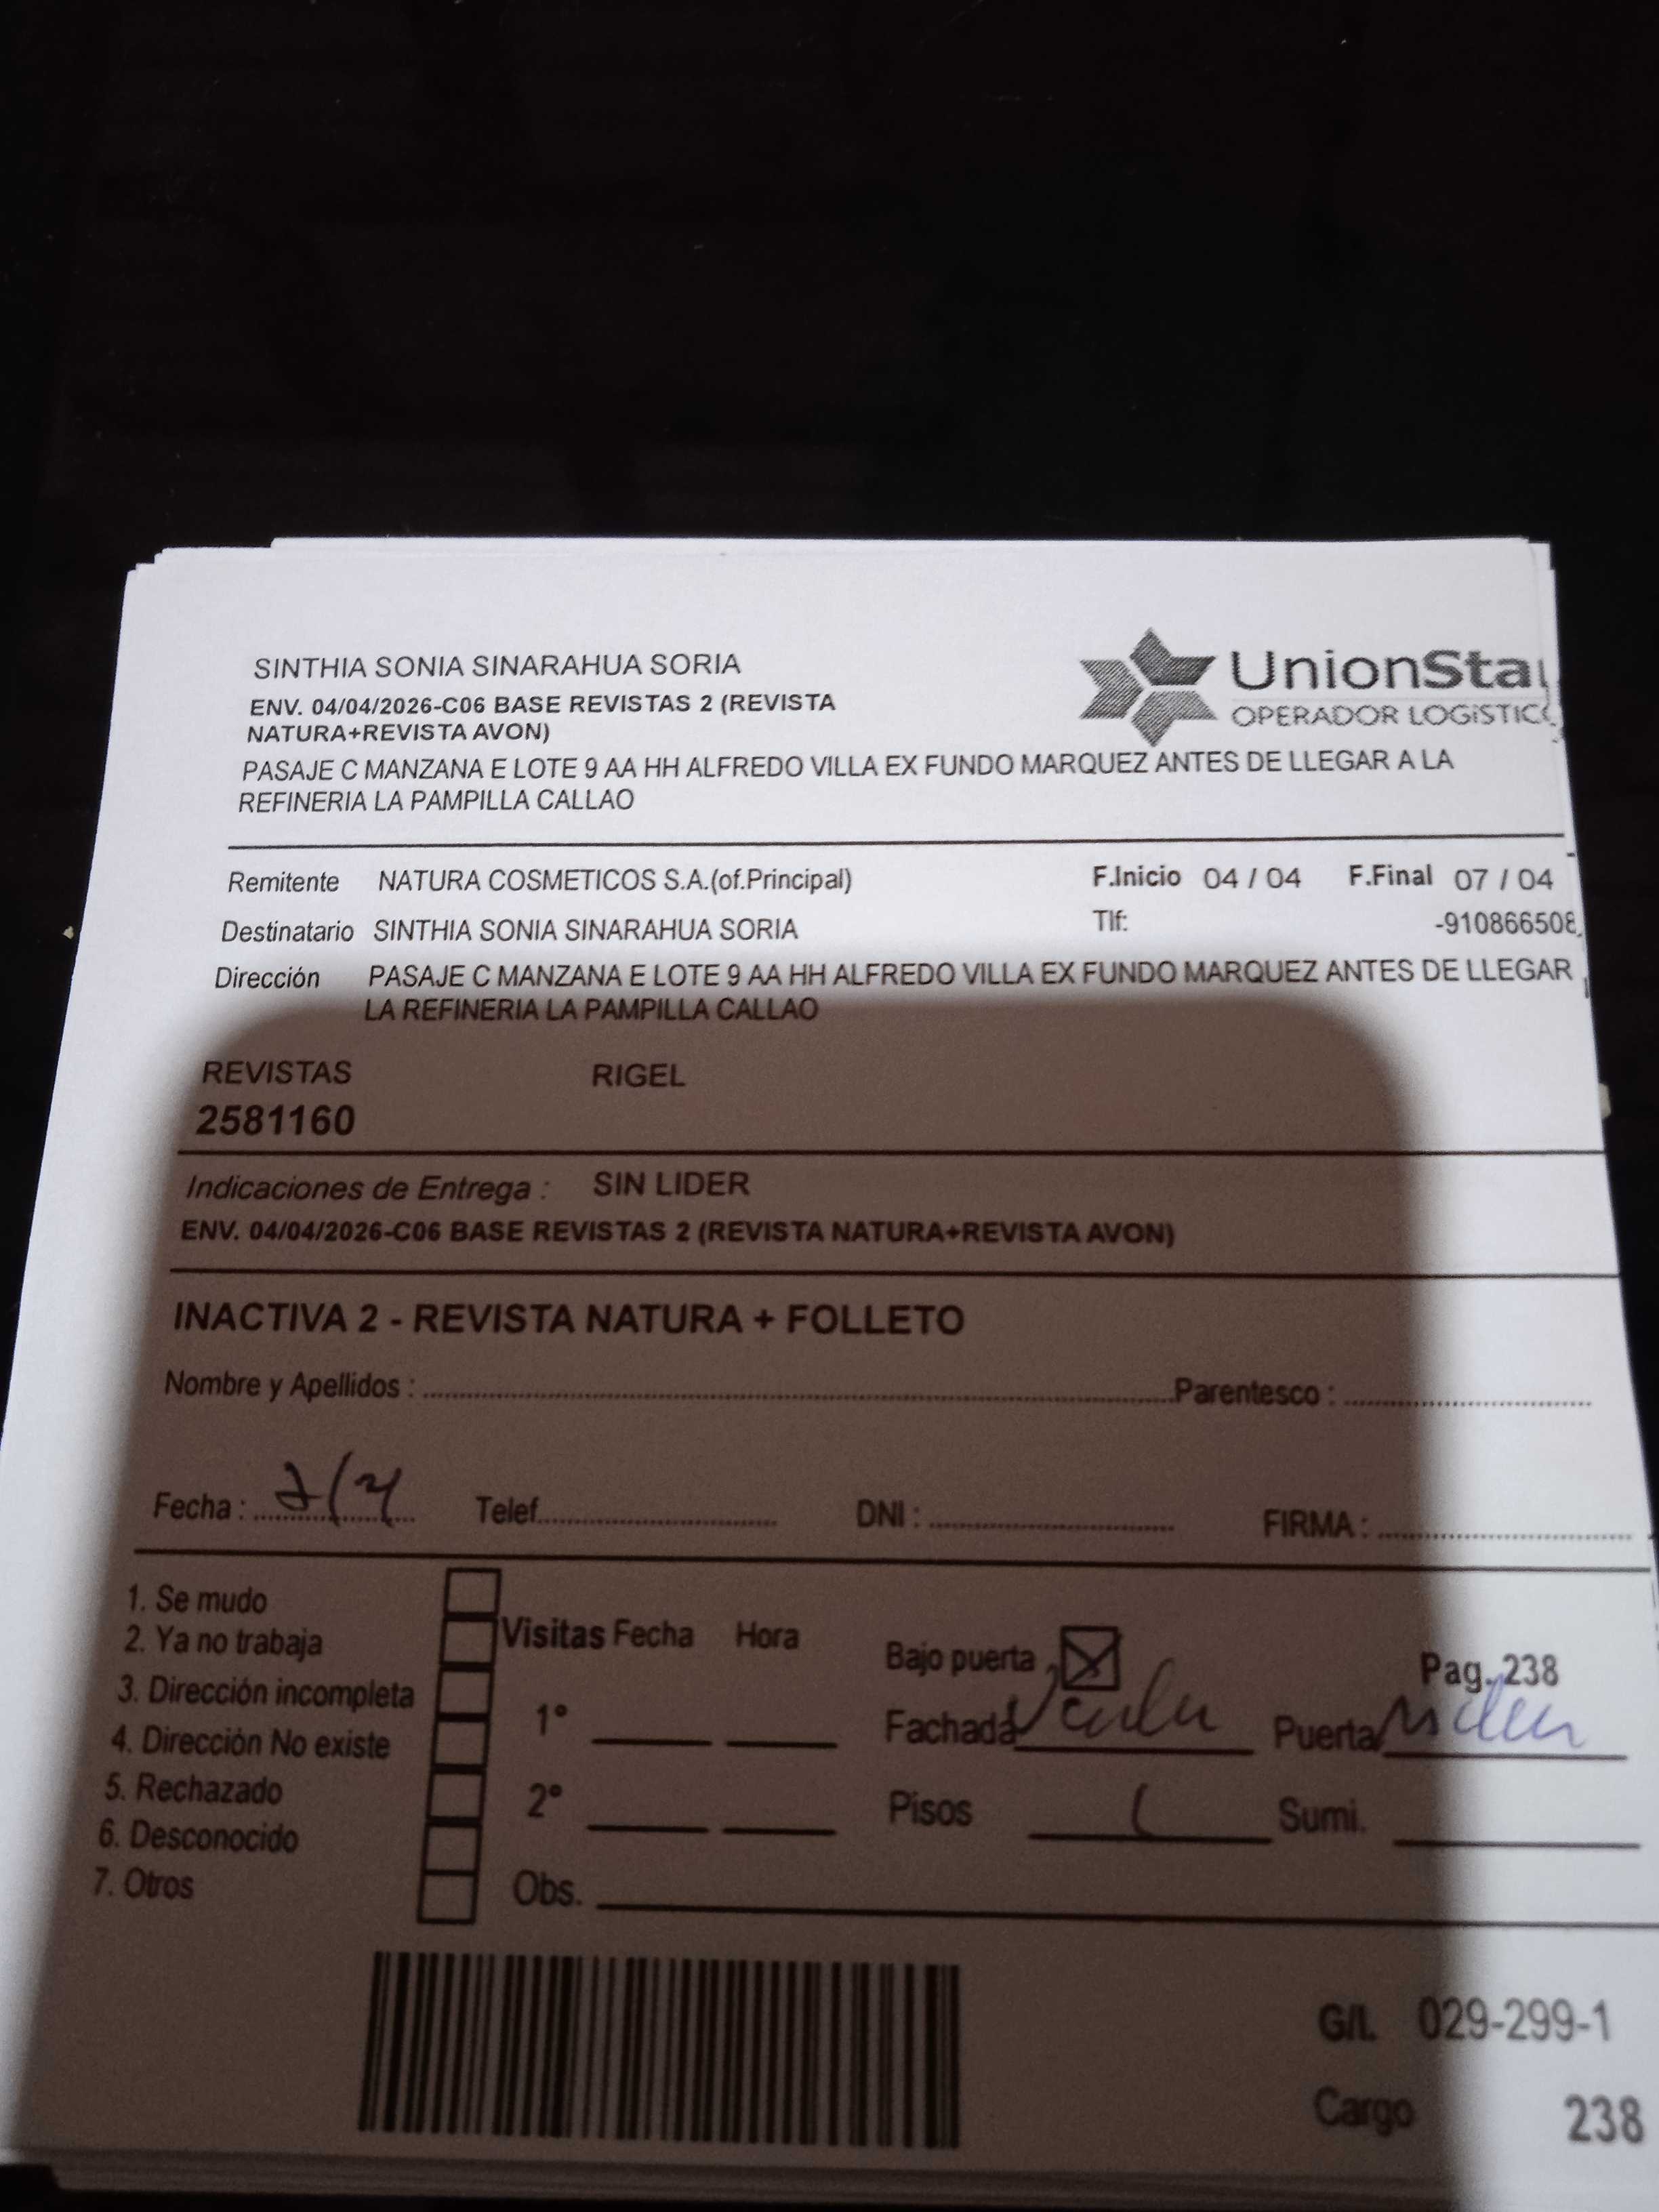 SINTHIA SONIA SINARAHUA SORIA
UnionSta
OPERADOR LOGíSTIC
ENV. 04/04/2026-C06 BASE REVISTAS 2 (REVISTA
NATURA+REVISTA AVON)
PASAJE C MANZANA E LOTE 9 AA HH ALFREDO VILLA EX FUNDO MARQUEZ ANTES DE LLEGAR A LA
REFINERIA LA PAMPILLA CALLAO
Remitente NATURA COSMETICOS S.A.(of.Principal) F.Inicio 04 / 04 F.Final 07 / 04
Destinatario SINTHIA SONIA SINARAHUA SORIA Tlf: -910866508
Dirección PASAJE C MANZANA E LOTE 9 AA HH ALFREDO VILLA EX FUNDO MARQUEZ ANTES DE LLEGAR
LA REFINERIA LA PAMPILLA CALLAO
REVISTAS RIGEL
2581160
Indicaciones de Entrega : SIN LIDER
ENV. 04/04/2026-C06 BASE REVISTAS 2 (REVISTA NATURA+REVISTA AVON)
INACTIVA 2 - REVISTA NATURA + FOLLETO
Nombre y Apellidos : Parentesco :
Fecha : Telef. DNI : FIRMA :
1. Se mudo
2. Ya no trabaja Visitas Fecha Hora Bajo puerta Pag. 238
3. Dirección incompleta 1° Fachada Puerta
4. Dirección No existe
5. Rechazado 2° Pisos Sumi.
6. Desconocido
7. Otros Obs.
G/L 029-299-1
Cargo 238